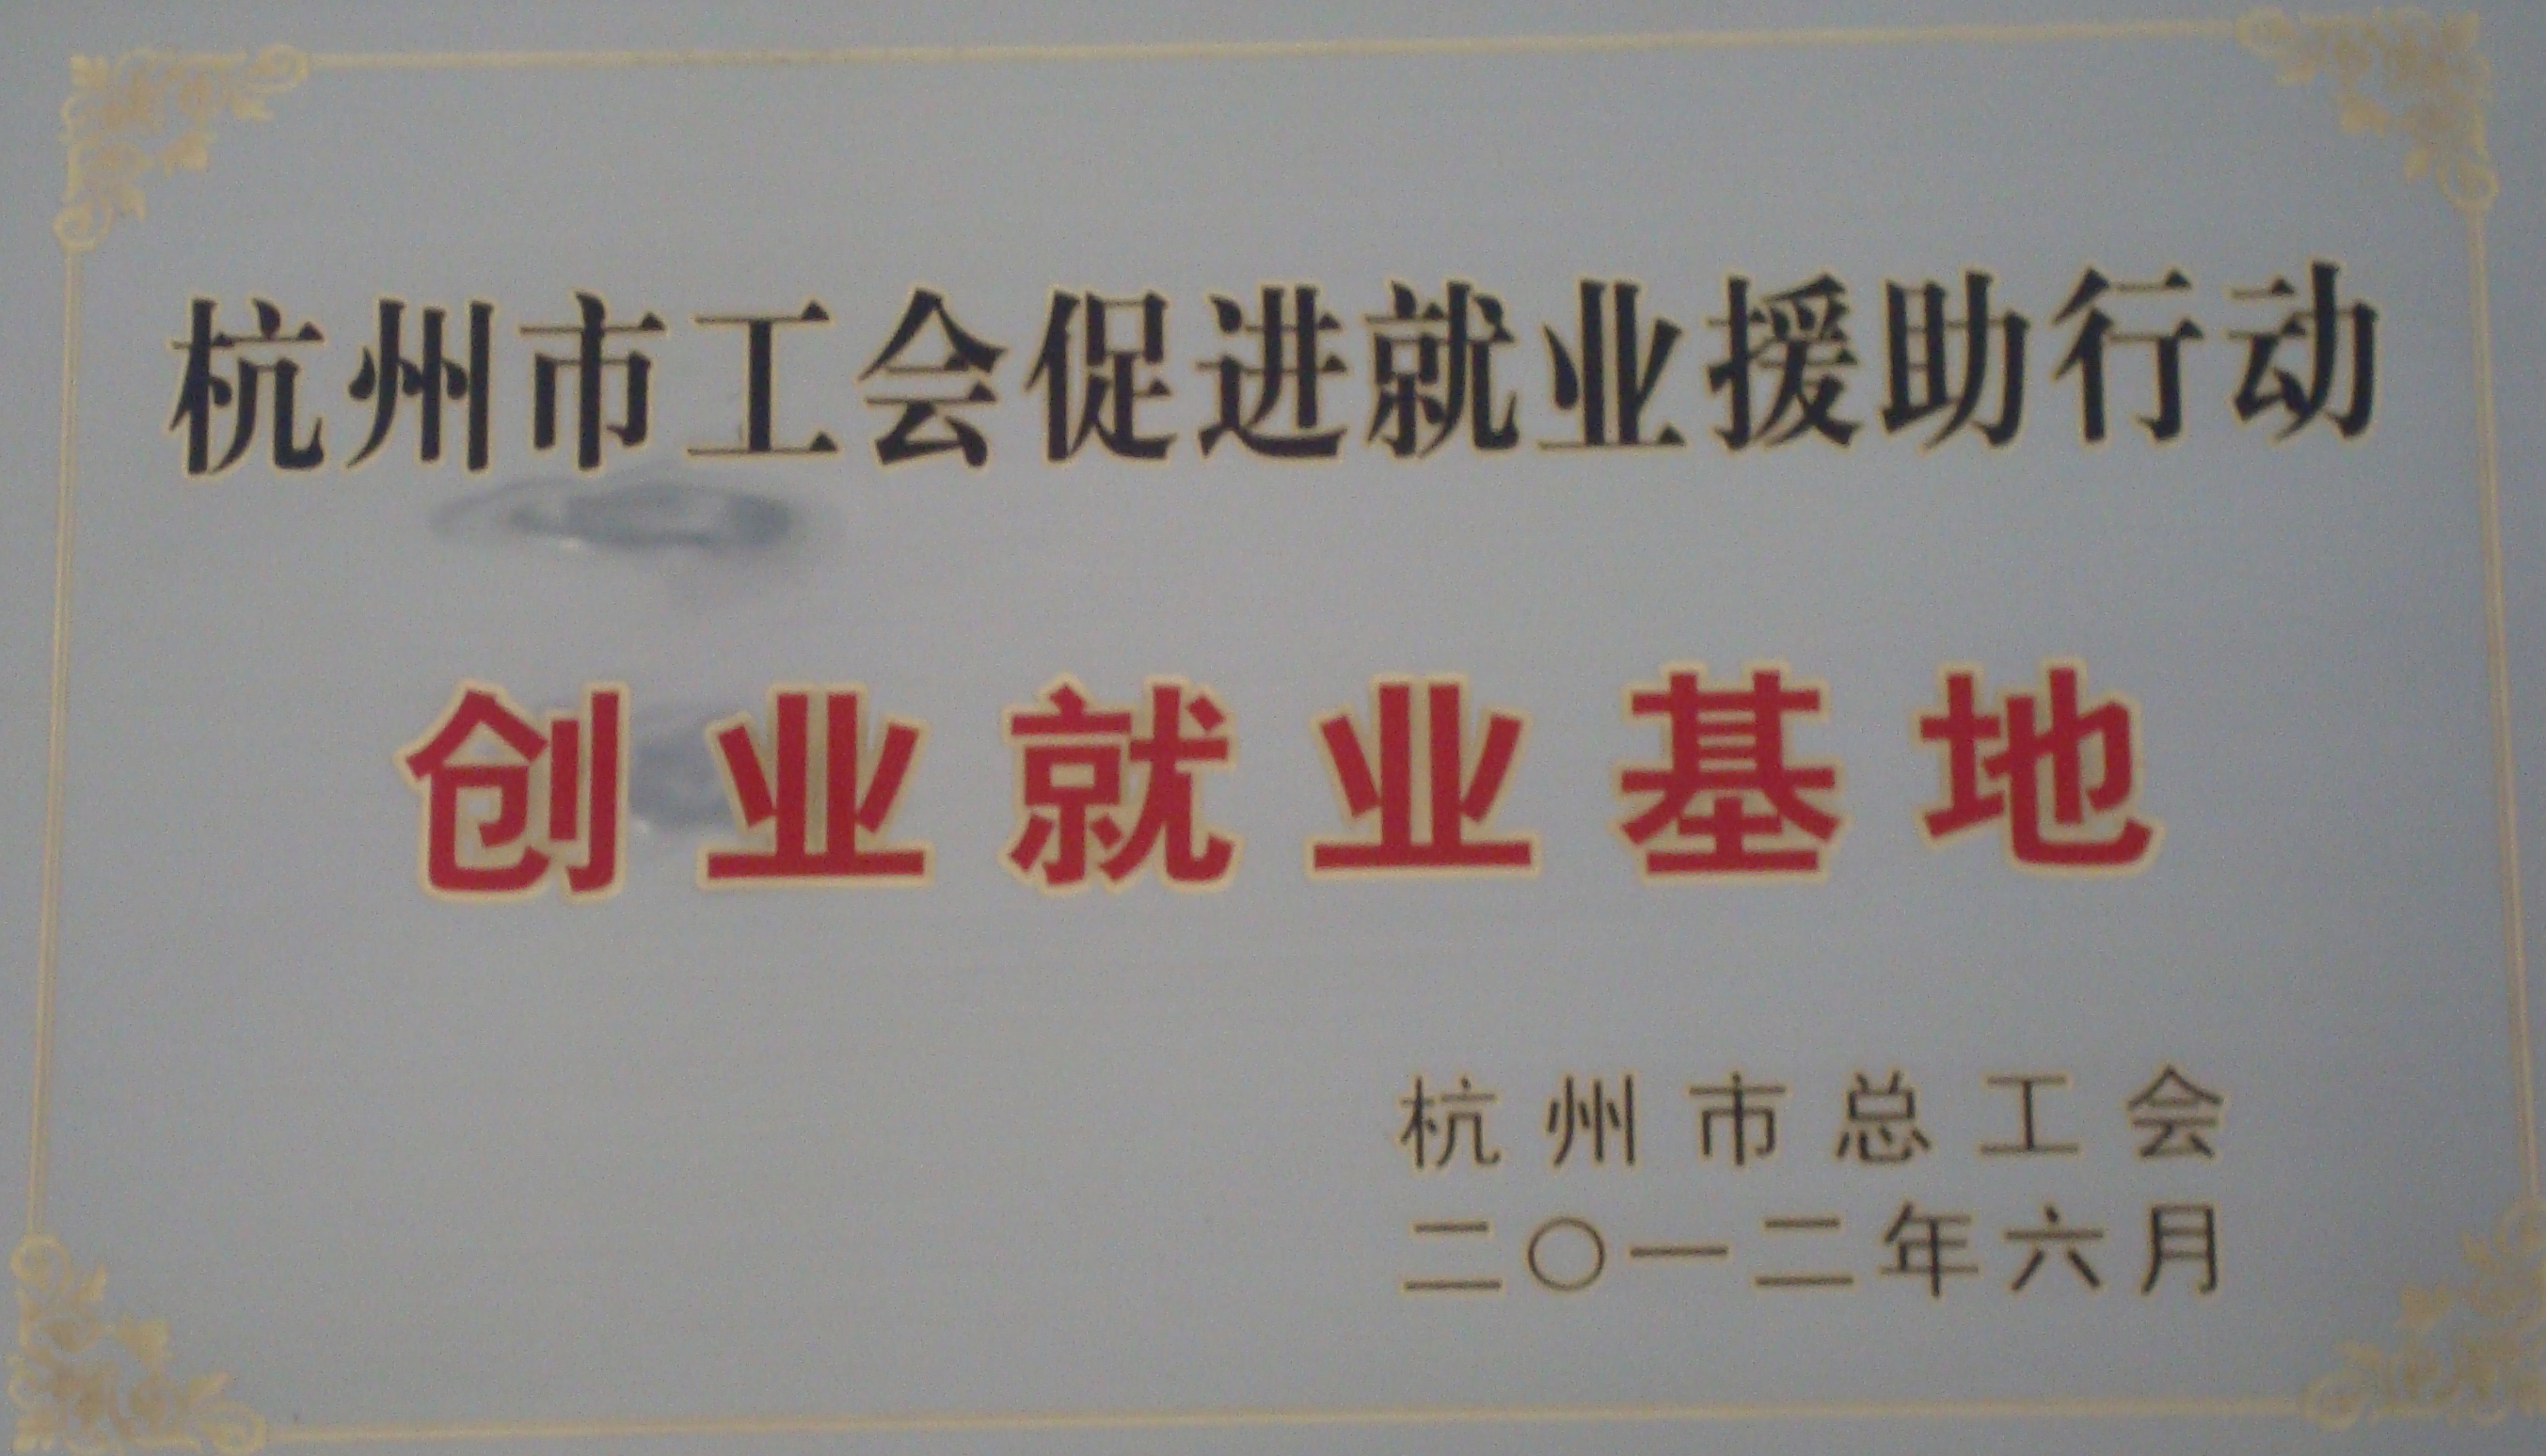 杭州市工会促进就业援助行动
创业就业基地
杭州市总工会
二〇一二年六月